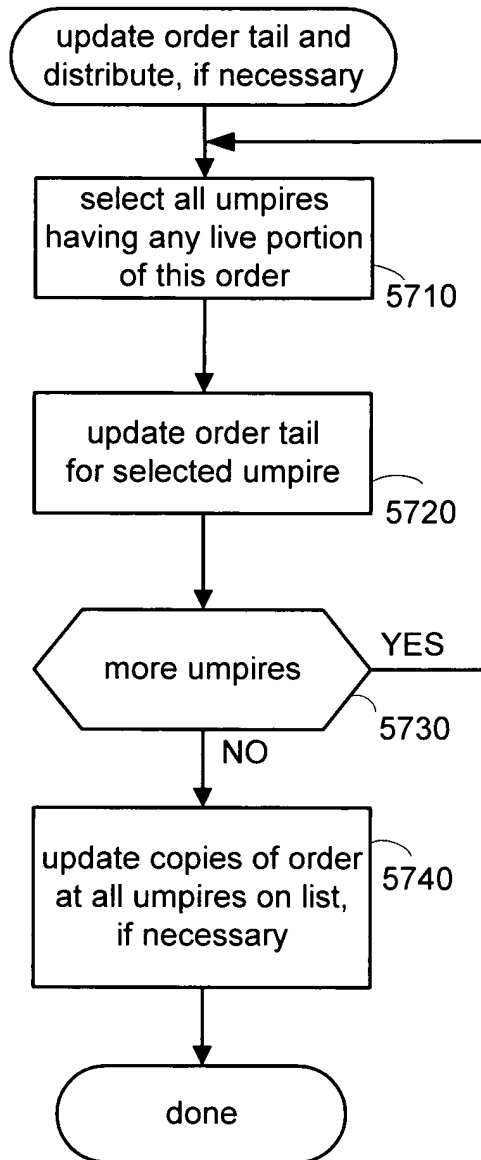 update order tail and
distribute, if necessary
select all umpires
having any live portion
of this order
5710
update order tail
for selected umpire
5720
more umpires
YES
5730
NO
update copies of order
at all umpires on list,
if necessary
5740
done